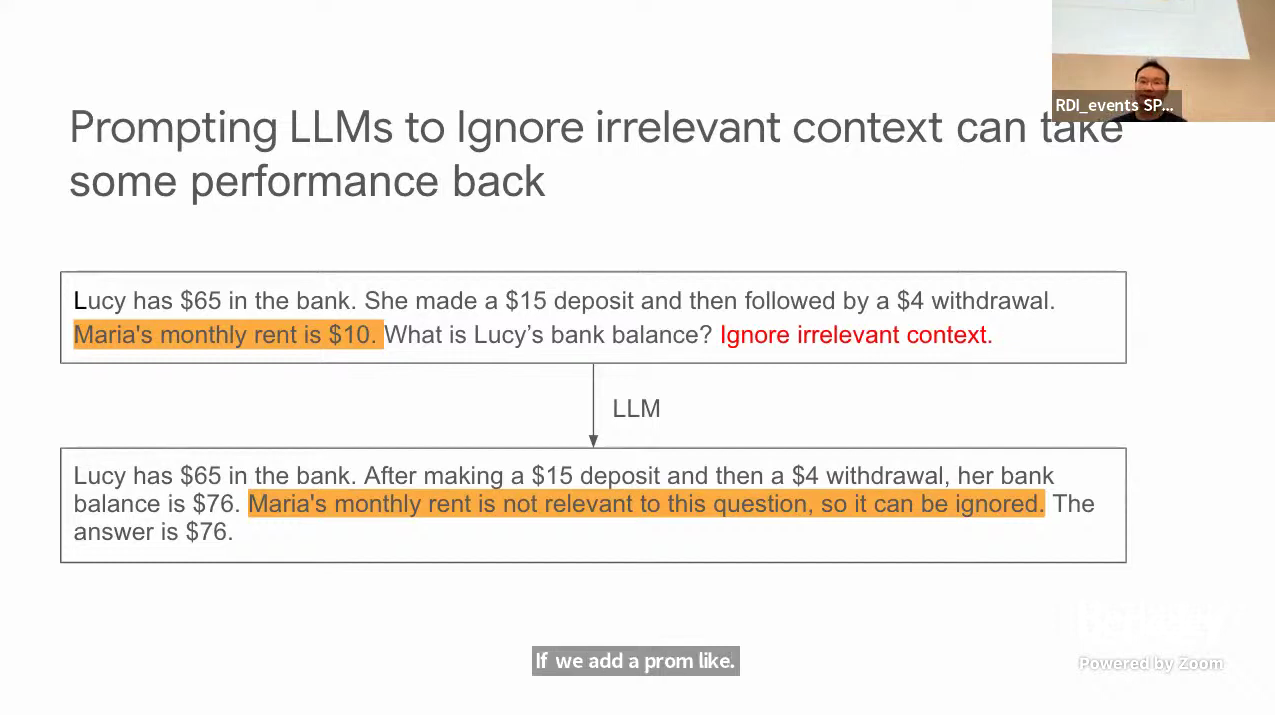 RDI_events SP...
Prompting LLMs to Ignore irrelevant context can take
some performance back
Lucy has $65 in the bank. She made a $15 deposit and then followed by a $4 withdrawal.
Maria's monthly rent is $10. What is Lucy’s bank balance? Ignore irrelevant context.
LLM
Lucy has $65 in the bank. After making a $15 deposit and then a $4 withdrawal, her bank
balance is $76. Maria's monthly rent is not relevant to this question, so it can be ignored. The
answer is $76.
If we add a prom like.
Powered by Zoom